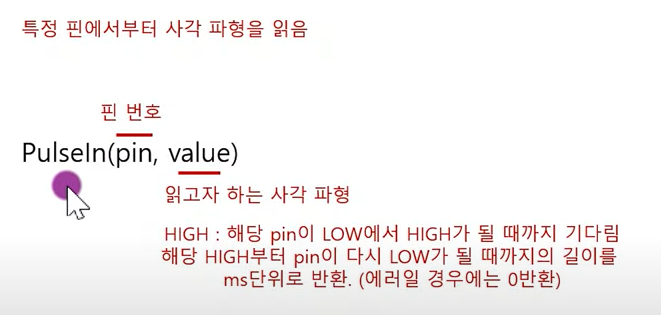 특정 핀에서부터 사각 파형을 읽음
핀 번호
PulseIn(pin, value)
읽고자 하는 사각 파형
HIGH : 해당 pin이 LOW에서 HIGH가 될 때까지 기다림
해당 HIGH부터 pin이 다시 LOW가 될 때까지의 길이를
ms단위로 반환. (에러일 경우에는 0반환)